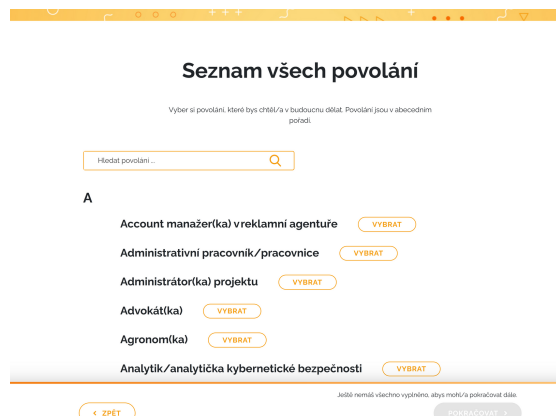 Seznam všech povolání
Vyber si povolání, které bys chtěl/a v budoucnu dělat. Povolání jsou v abecedním
pořadí.
Hledat povolání ...
A
Account manažer(ka) v reklamní agentuře VYBRAT
Administrativní pracovník/pracovnice VYBRAT
Administrátor(ka) projektu VYBRAT
Advokát(ka) VYBRAT
Agronom(ka) VYBRAT
Analytik/analytička kybernetické bezpečnosti VYBRAT
Ještě nemáš všechno vyplněno, abys mohl/a pokračovat dále.
ZPĚT POKRAČOVAT